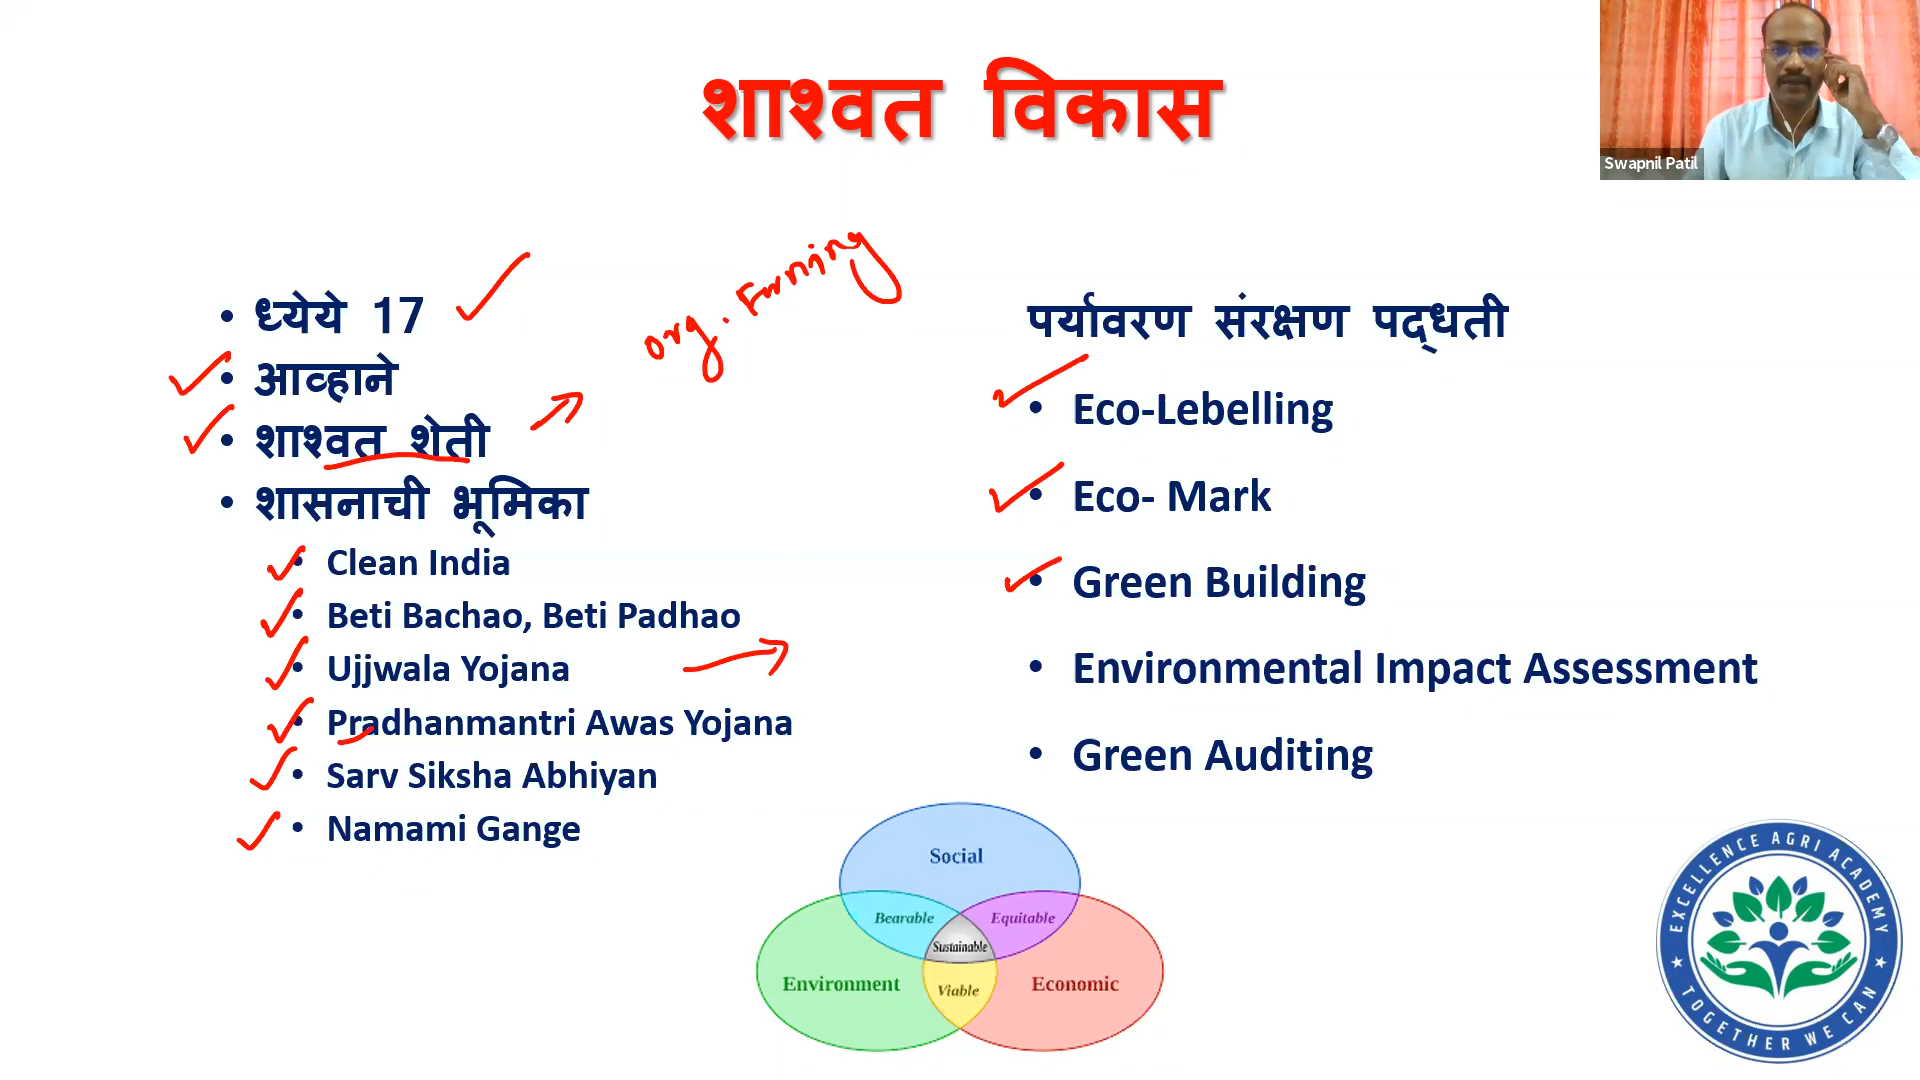 शाश्वत विकास
Swapnil Patil
ध्येये 17
आव्हाने
शाश्वत शेती
org. Farming
शासनाची भूमिका
Clean India
Beti Bachao, Beti Padhao
Ujjwala Yojana
Pradhanmantri Awas Yojana
Sarv Siksha Abhiyan
Namami Gange
पर्यावरण संरक्षण पद्धती
Eco-Lebelling
Eco- Mark
Green Building
Environmental Impact Assessment
Green Auditing
Social
Bearable
Equitable
Sustainable
Environment
Viable
Economic
EXCELLENCE AGRI ACADEMY
TOGETHER WE CAN